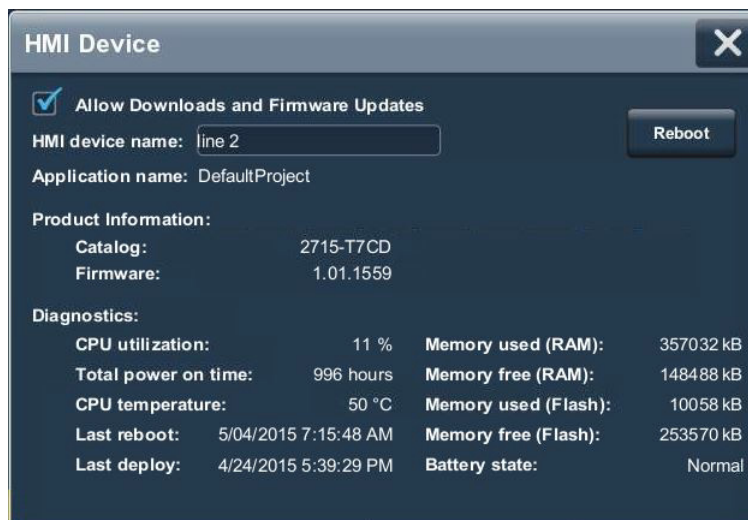 HMI Device
Allow Downloads and Firmware Updates
HMI device name: line 2
Reboot
Application name: DefaultProject
Product Information:
Catalog: 2715-T7CD
Firmware: 1.01.1559
Diagnostics:
CPU utilization: 11 % Memory used (RAM): 357032 kB
Total power on time: 996 hours Memory free (RAM): 148488 kB
CPU temperature: 50 °C Memory used (Flash): 10058 kB
Last reboot: 5/04/2015 7:15:48 AM Memory free (Flash): 253570 kB
Last deploy: 4/24/2015 5:39:29 PM Battery state: Normal